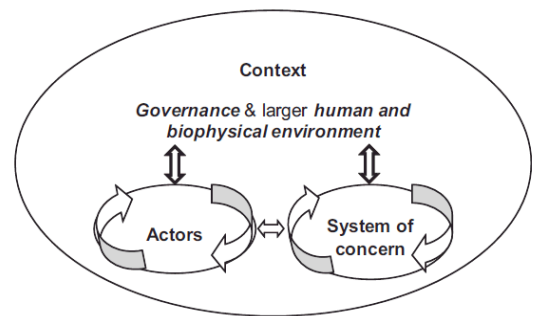 Context
Governance & larger human and
biophysical environment
Actors
System of
concern